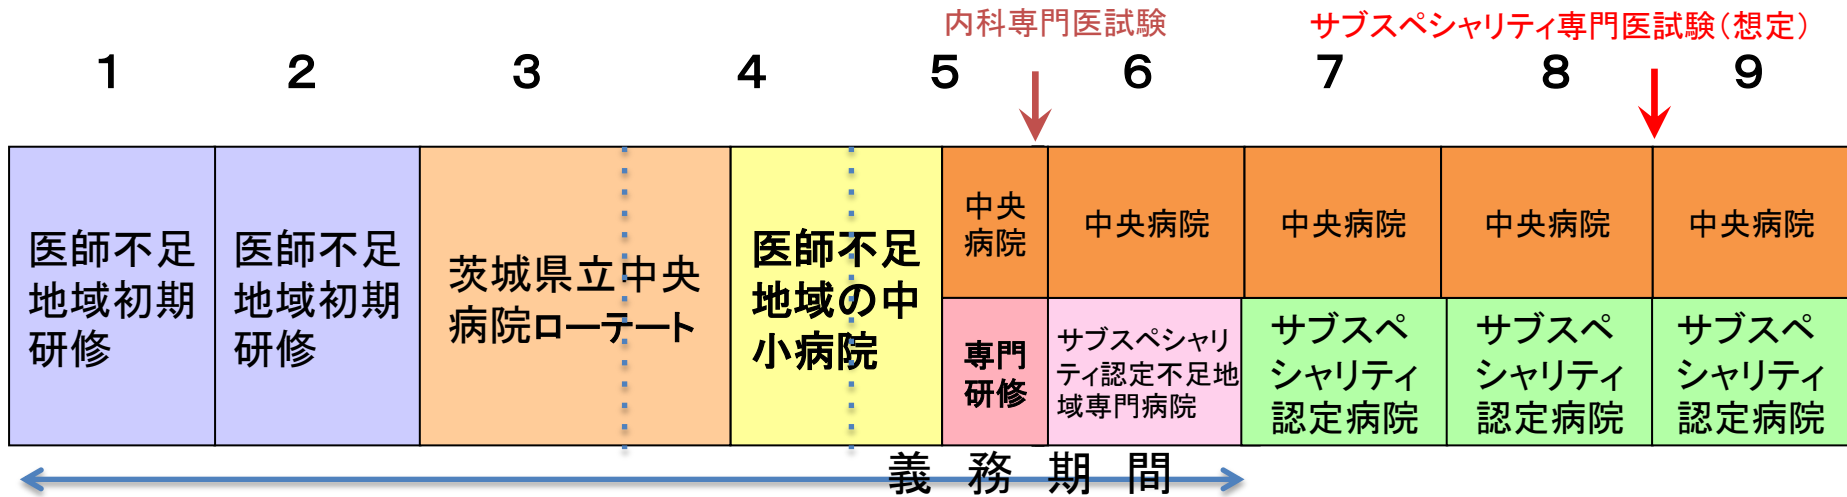 内科専門医試験
サブスペシャリティ専門医試験(想定)
1 2 3 4 5 6 7 8 9
医師不足
地域初期
研修
医師不足
地域初期
研修
茨城県立中央
病院ローテート
医師不足
地域の中
小病院
中央
病院
中央病院
中央病院
中央病院
中央病院
専門
研修
サブスペシャリ
ティ認定不足地
域専門病院
サブスペ
シャリティ
認定病院
サブスペ
シャリティ
認定病院
サブスペ
シャリティ
認定病院
義務期間